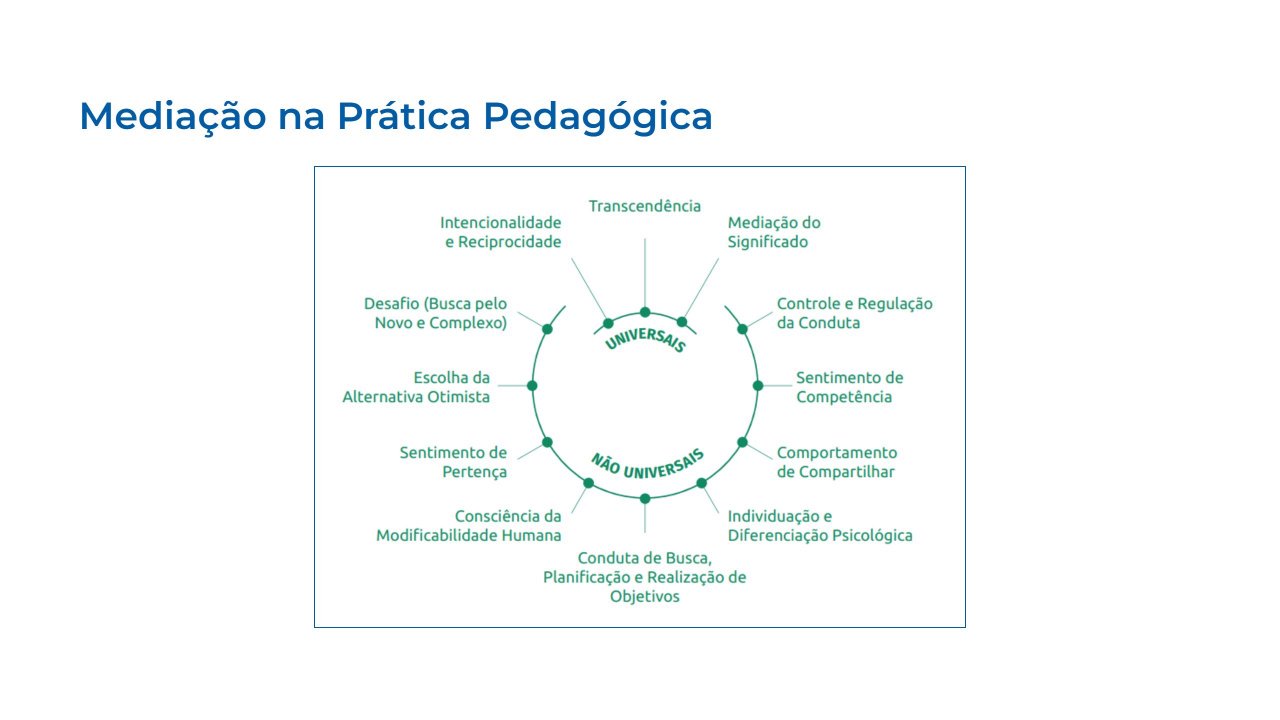 Mediação na Prática Pedagógica
Transcendência
Intencionalidade
e Reciprocidade
Mediação do
Significado
Desafio (Busca pelo
Novo e Complexo)
Controle e Regulação
da Conduta
UNIVERSAIS
Escolha da
Alternativa Otimista
Sentimento de
Competência
Sentimento de
Pertença
Comportamento
de Compartilhar
NÃO UNIVERSAIS
Consciência da
Modificabilidade Humana
Individuação e
Diferenciação Psicológica
Conduta de Busca,
Planificação e Realização de
Objetivos